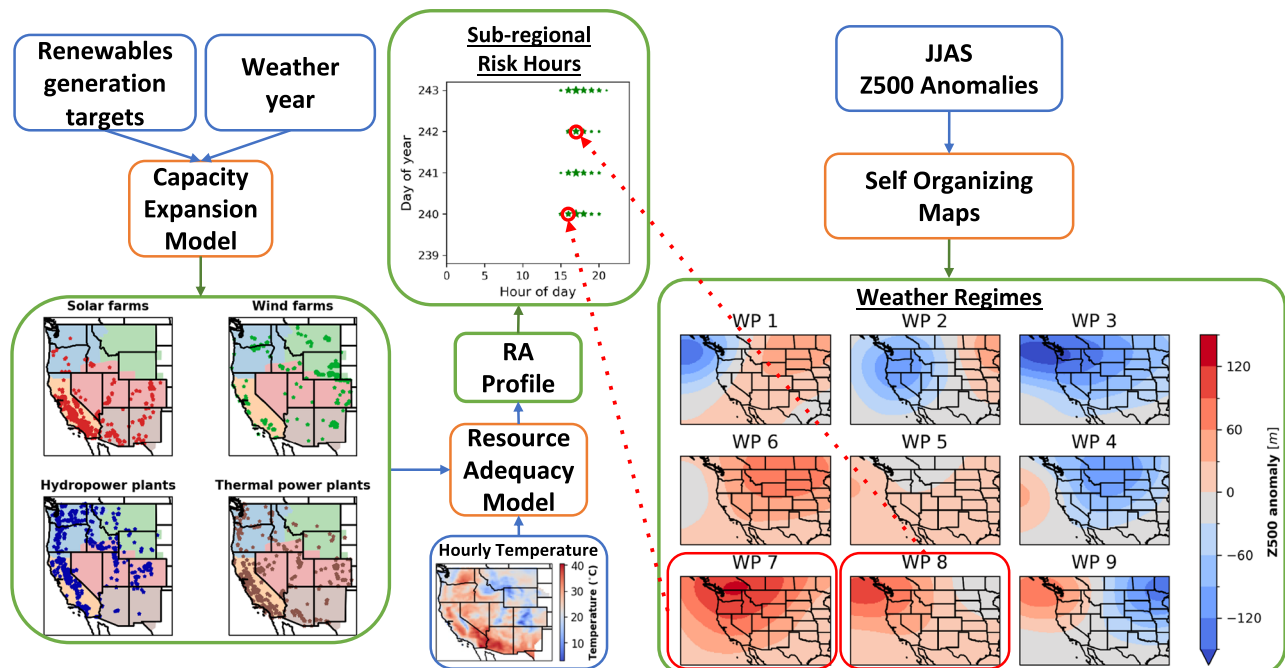 Renewables
generation
targets
Weather
year
Capacity
Expansion
Model
Solar farms
Wind farms
Hydropower plants
Thermal power plants
Sub-regional
Risk Hours
Day of year
243
242
241
240
239
0
5
10
15
20
Hour of day
RA
Profile
Resource
Adequacy
Model
Hourly Temperature
40
30
20
10
Temperature (°C)
JJAS
Z500 Anomalies
Self Organizing
Maps
Weather Regimes
WP 1
WP 2
WP 3
WP 6
WP 5
WP 4
WP 7
WP 8
WP 9
120
60
0
−60
−120
Z500 anomaly [m]